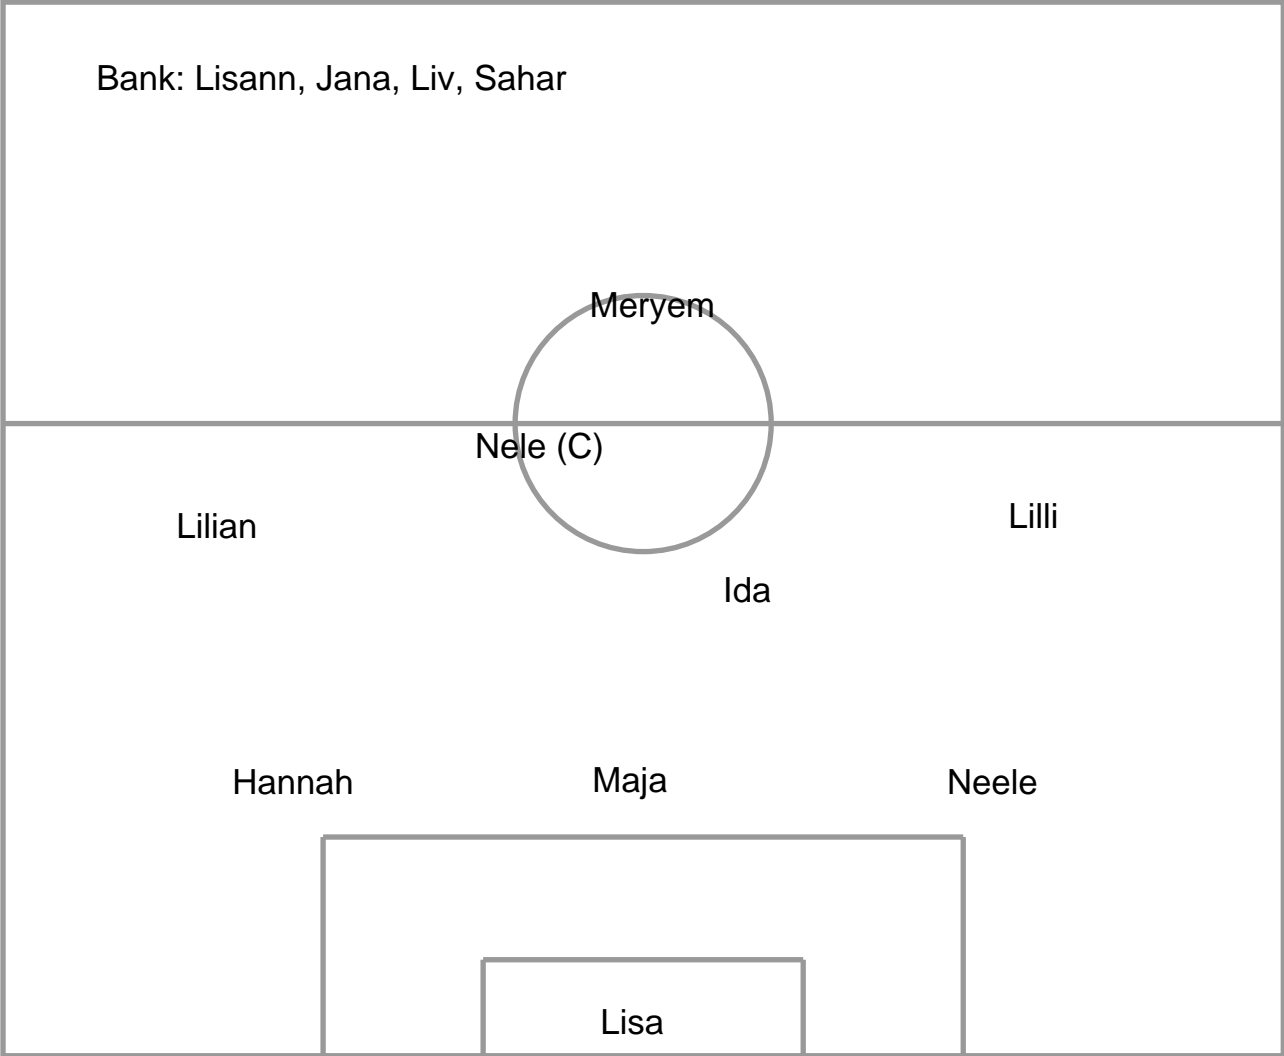 Bank: Lisann, Jana, Liv, Sahar
Meryem
Nele (C)
Lilian
Lilli
Ida
Hannah
Maja
Neele
Lisa